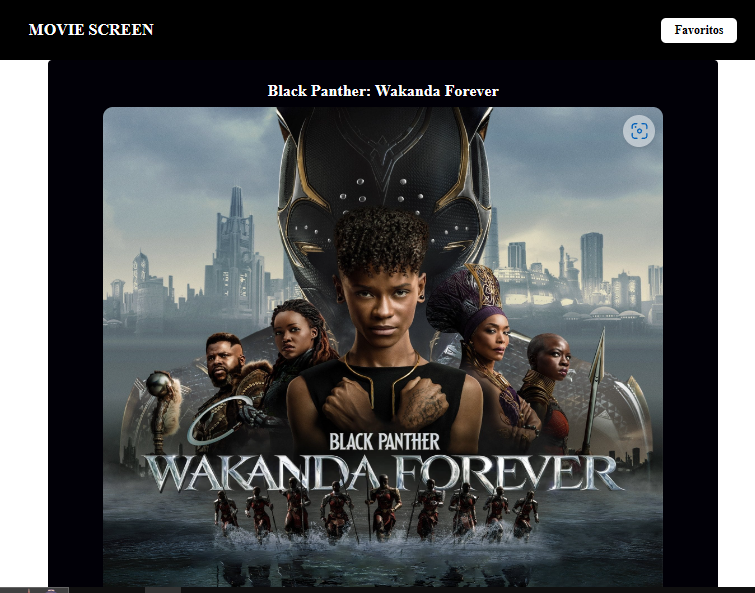 MOVIE SCREEN
Favoritos
Black Panther: Wakanda Forever
BLACK PANTHER
WAKANDA FOREVER